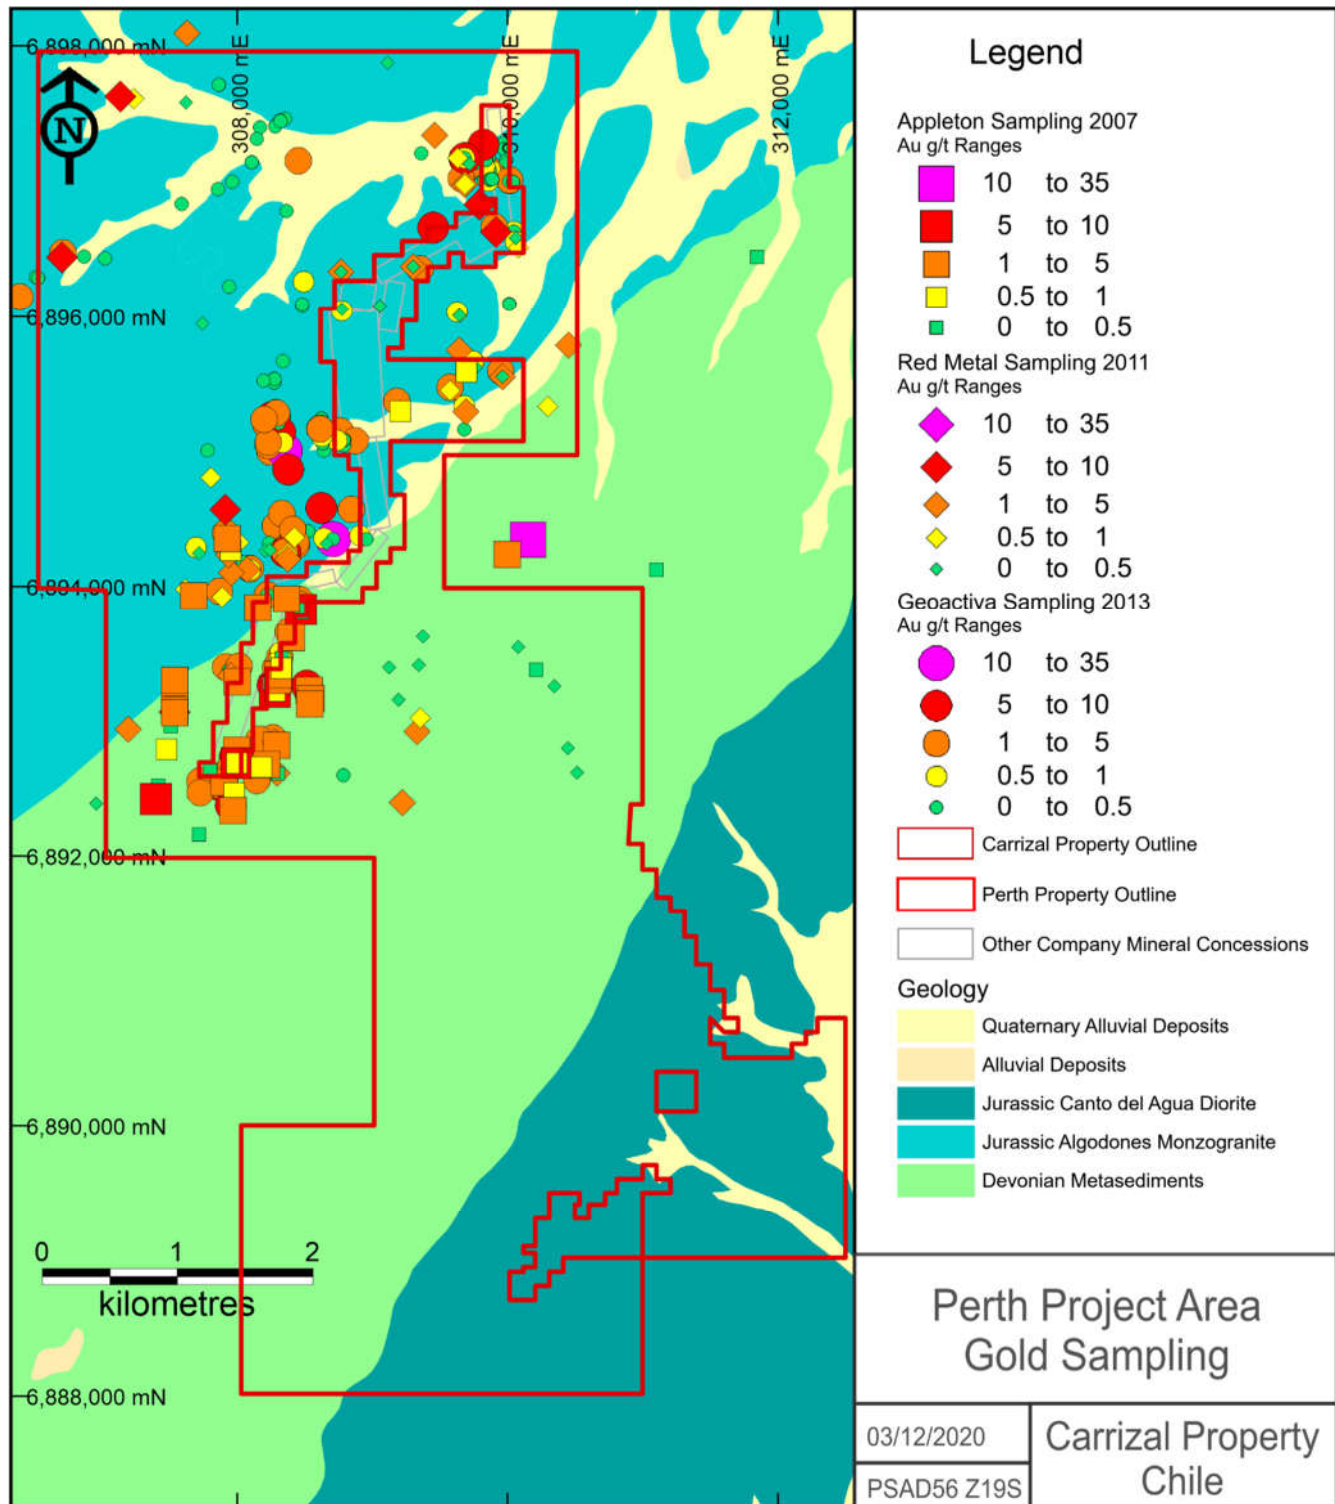 6,898,000 mN
308,000 mE
310,000 mE
312,000 mE
N
6,896,000 mN
6,894,000 mN
6,892,000 mN
6,890,000 mN
0 1 2
kilometres
6,888,000 mN
Legend
Appleton Sampling 2007
Au g/t Ranges
10 to 35
5 to 10
1 to 5
0.5 to 1
0 to 0.5
Red Metal Sampling 2011
Au g/t Ranges
10 to 35
5 to 10
1 to 5
0.5 to 1
0 to 0.5
Geoactiva Sampling 2013
Au g/t Ranges
10 to 35
5 to 10
1 to 5
0.5 to 1
0 to 0.5
Carrizal Property Outline
Perth Property Outline
Other Company Mineral Concessions
Geology
Quaternary Alluvial Deposits
Alluvial Deposits
Jurassic Canto del Agua Diorite
Jurassic Algodones Monzogranite
Devonian Metasediments
Perth Project Area
Gold Sampling
03/12/2020
PSAD56 Z19S
Carrizal Property
Chile